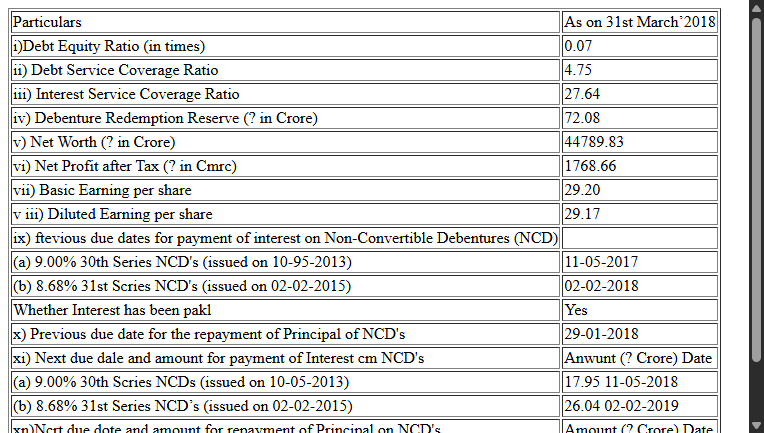 Particulars As on 31st March’2018
i)Debt Equity Ratio (in times) 0.07
ii) Debt Service Coverage Ratio 4.75
iii) Interest Service Coverage Ratio 27.64
iv) Debenture Redemption Reserve (? in Crore) 72.08
v) Net Worth (? in Crore) 44789.83
vi) Net Profit after Tax (? in Cmrc) 1768.66
vii) Basic Earning per share 29.20
v iii) Diluted Earning per share 29.17
ix) ftevious due dates for payment of interest on Non-Convertible Debentures (NCD)
(a) 9.00% 30th Series NCD's (issued on 10-95-2013) 11-05-2017
(b) 8.68% 31st Scries NCD's (issued on 02-02-2015) 02-02-2018
Whether Interest has been pakl Yes
x) Previous due date for the repayment of Principal of NCD's 29-01-2018
xi) Next due dale and amount for payment of Interest cm NCD's Anwunt (? Crore) Date
(a) 9.00% 30th Scries NCDs (issued on 10-05-2013) 17.95 11-05-2018
(b) 8.68% 31st Series NCD’s (issued on 02-02-2015) 26.04 02-02-2019
xn)Ncrt due dote and amount for repayment of Principal on NCD's Amount (? Crore) Date